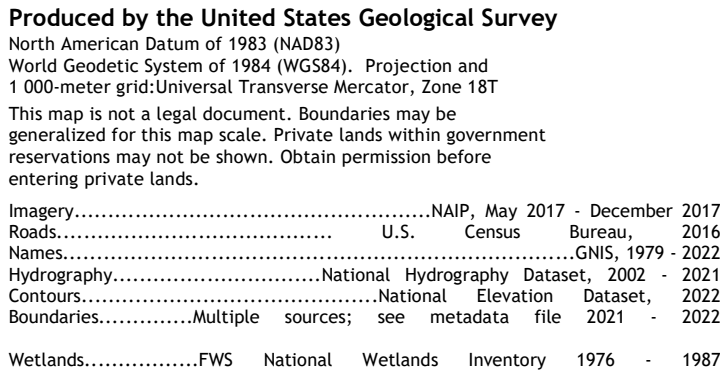 Produced by the United States Geological Survey
North American Datum of 1983 (NAD83)
World Geodetic System of 1984 (WGS84). Projection and
1 000-meter grid:Universal Transverse Mercator, Zone 18T
This map is not a legal document. Boundaries may be
generalized for this map scale. Private lands within government
reservations may not be shown. Obtain permission before
entering private lands.
Imagery.....................................................NAIP, May 2017 - December 2017
Roads......................................... U.S. Census Bureau, 2016
Names............................................................................GNIS, 1979 - 2022
Hydrography...............................National Hydrography Dataset, 2002 - 2021
Contours............................................National Elevation Dataset, 2022
Boundaries..............Multiple sources; see metadata file 2021 - 2022
Wetlands.................FWS National Wetlands Inventory 1976 - 1987